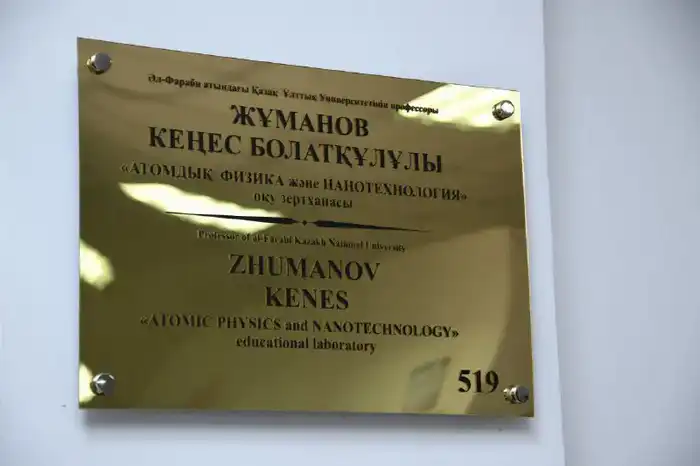 Әл-Фараби атындағы Қазақ Ұлттық Университетінің профессоры
ЖҰМАНОВ
КЕҢЕС БОЛАТҚҰЛҰЛЫ
«АТОМДЫҚ ФИЗИКА және НАНОТЕХНОЛОГИЯ»
оқу зертханасы
Professor of al-Farabi Kazakh National University
ZHUMANOV
KENES
«ATOMIC PHYSICS and NANOTECHNOLOGY»
educational laboratory
519